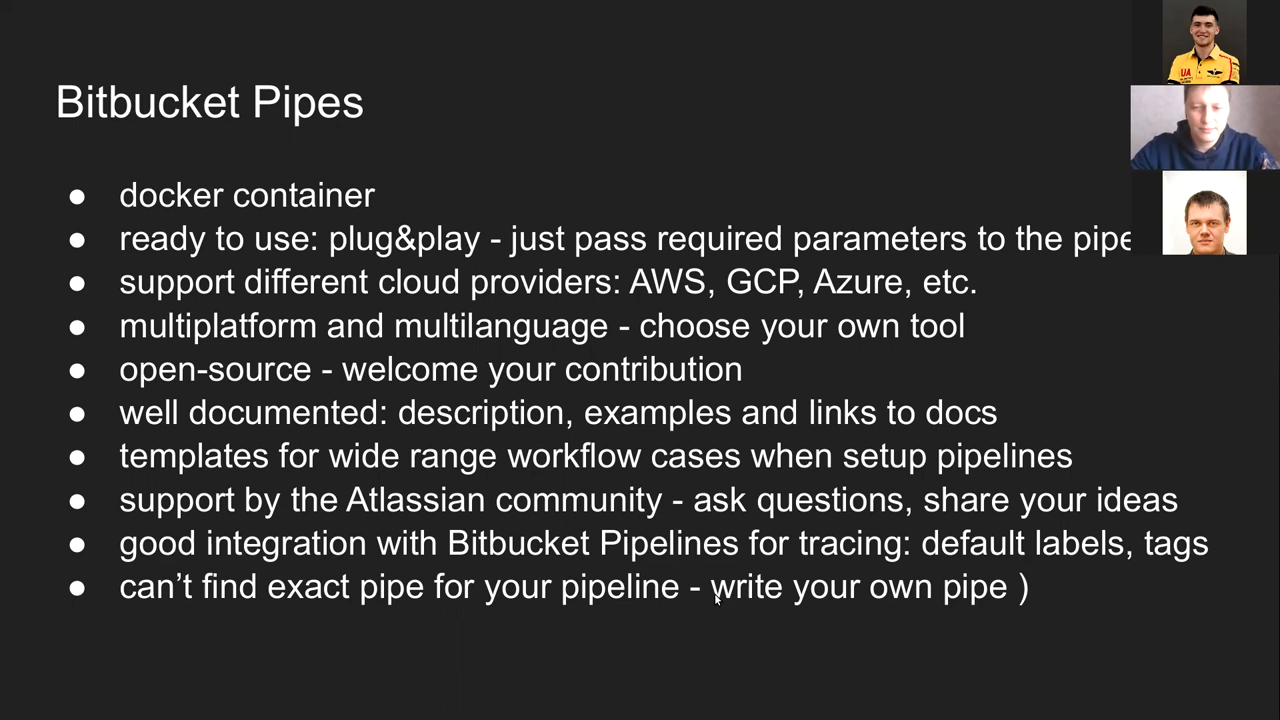 Bitbucket Pipes
● docker container
● ready to use: plug&play - just pass required parameters to the pipe
● support different cloud providers: AWS, GCP, Azure, etc.
● multiplatform and multilanguage - choose your own tool
● open-source - welcome your contribution
● well documented: description, examples and links to docs
● templates for wide range workflow cases when setup pipelines
● support by the Atlassian community - ask questions, share your ideas
● good integration with Bitbucket Pipelines for tracing: default labels, tags
● can’t find exact pipe for your pipeline - write your own pipe )
UA